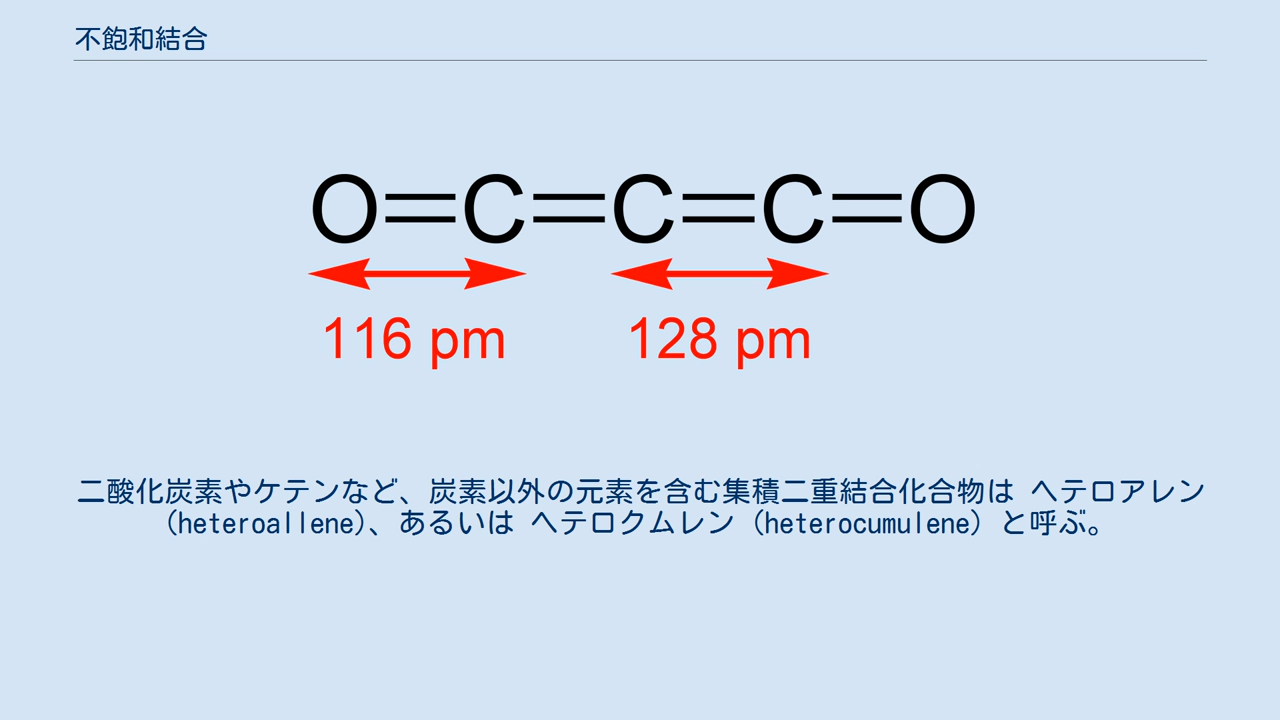 不飽和結合
O=C=C=C=O
116 pm 128 pm
二酸化炭素やケテンなど、炭素以外の元素を含む集積二重結合化合物は ヘテロアレン
(heteroallene)、あるいは ヘテロクムレン (heterocumulene) と呼ぶ。